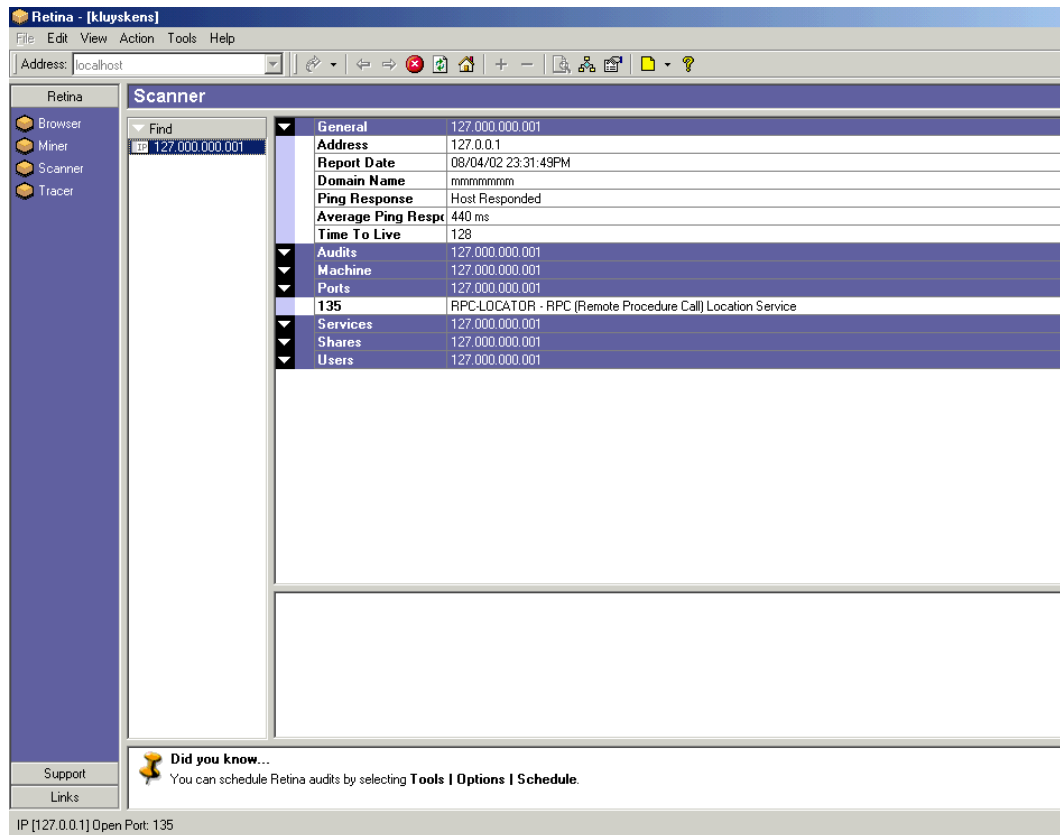 Retina - [kluyskens]
File Edit View Action Tools Help
Address: localhost
Retina
Scanner
Browser
Miner
Scanner
Tracer
Find
IP 127.000.000.001
General 127.000.000.001
Address 127.0.0.1
Report Date 08/04/02 23:31:49PM
Domain Name mmmmmmm
Ping Response Host Responded
Average Ping Respo 440 ms
Time To Live 128
Audits 127.000.000.001
Machine 127.000.000.001
Ports 127.000.000.001
135 RPC-LOCATOR - RPC (Remote Procedure Call) Location Service
Services 127.000.000.001
Shares 127.000.000.001
Users 127.000.000.001
Did you know...
You can schedule Retina audits by selecting Tools | Options | Schedule.
Support
Links
IP [127.0.0.1] Open Port: 135